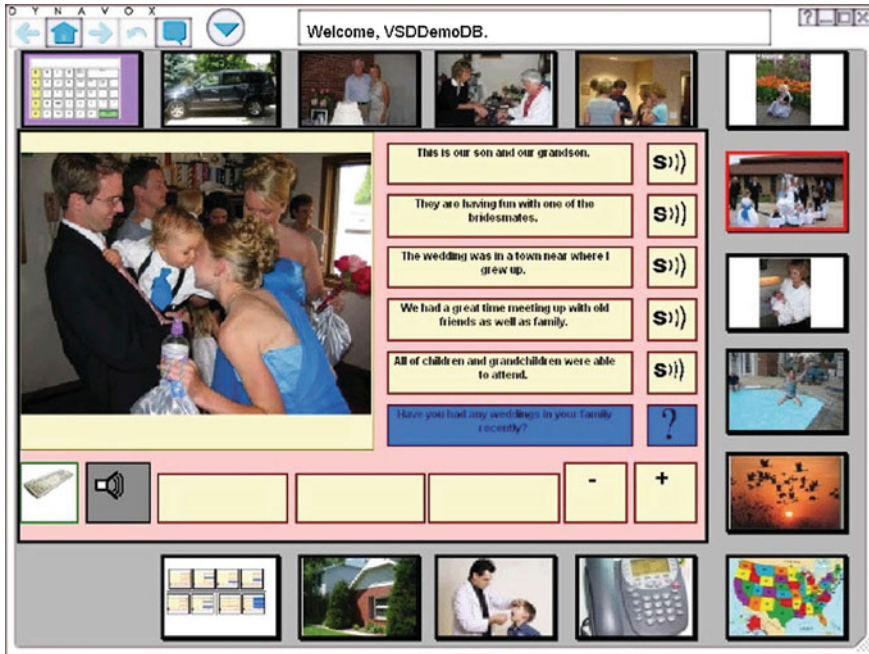 DYNAVOX
Welcome, VSDDemoDB.
? _ □ X
This is our son and our grandson.
S
They are having fun with one of the
bridesmates.
S
The wedding was in a town near where I
grew up.
S
We had a great time meeting up with old
friends as well as family.
S
All of children and grandchildren were able
to attend.
S
Have you had any weddings in your family
recently?
?
- +